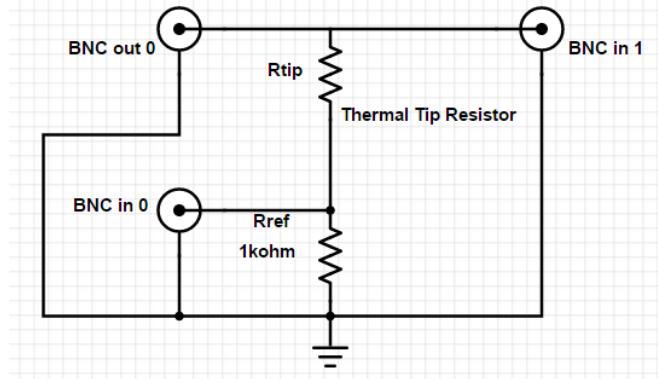 BNC out 0
BNC in 1
Rtip
Thermal Tip Resistor
BNC in 0
Rref
1kohm